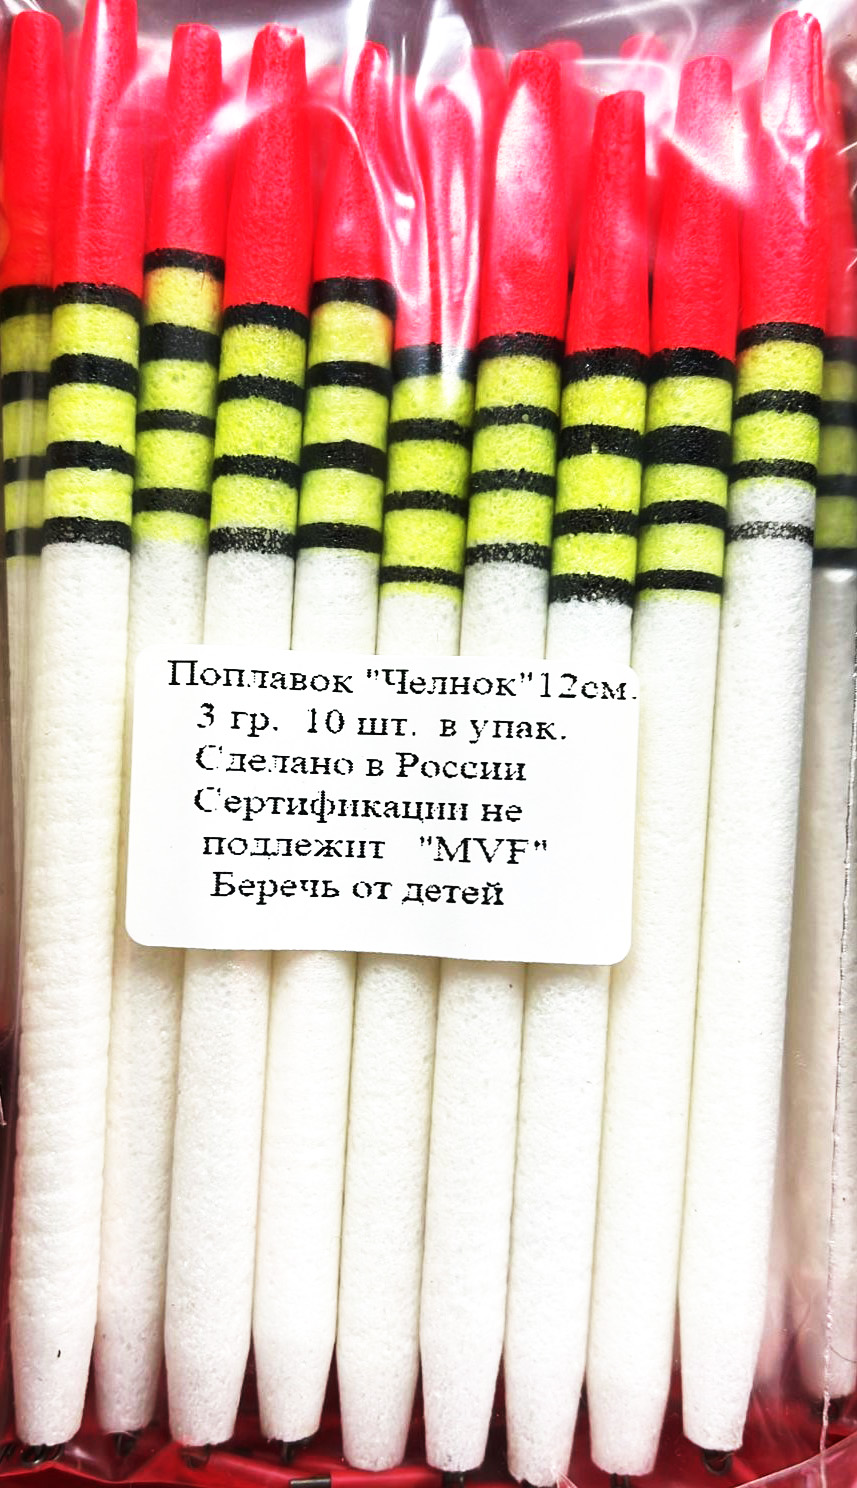 Поплавок "Челнок"12см.
3 гр. 10 шт. в упак.
Сделано в России
Сертификации не
подлежит "MVF"
Беречь от детей